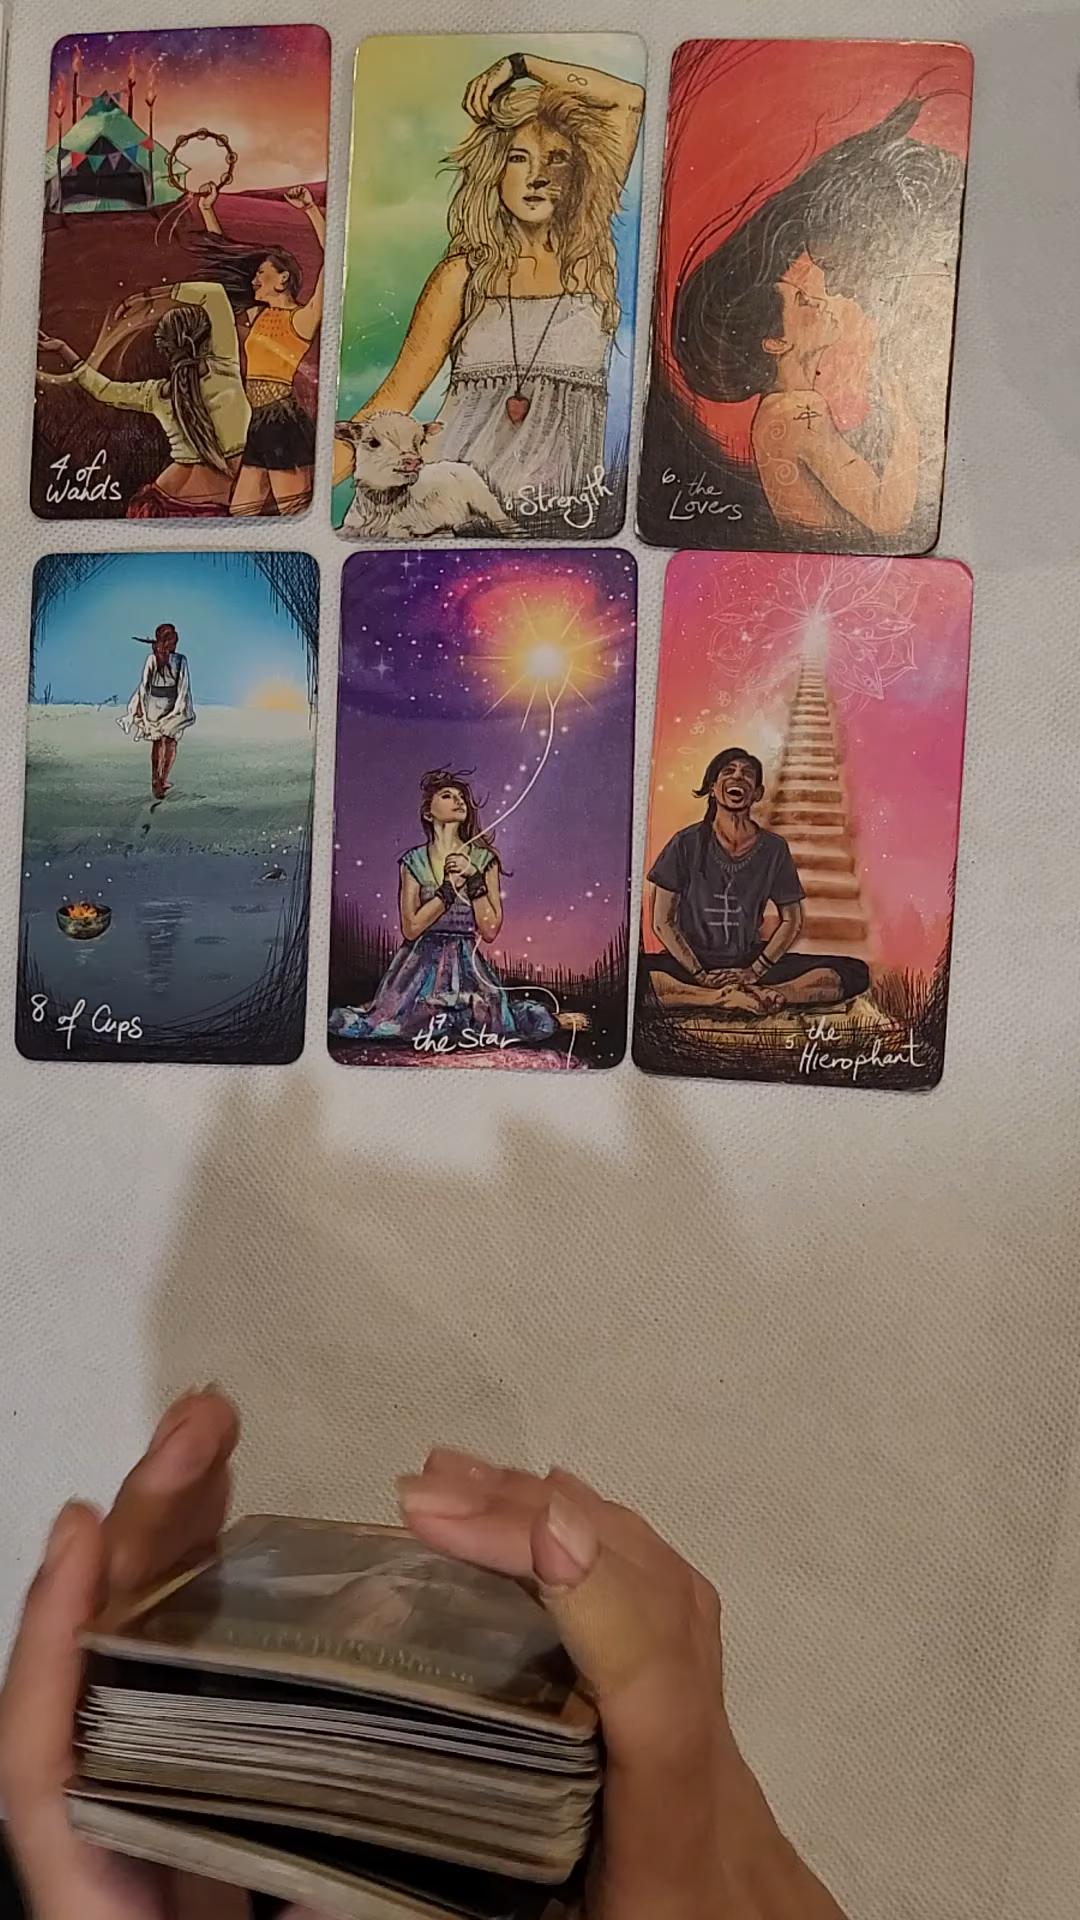 4 of
Wands
8 Strength
6. the
Lovers
8 of Cups
17
the Star
5 the
Hierophant